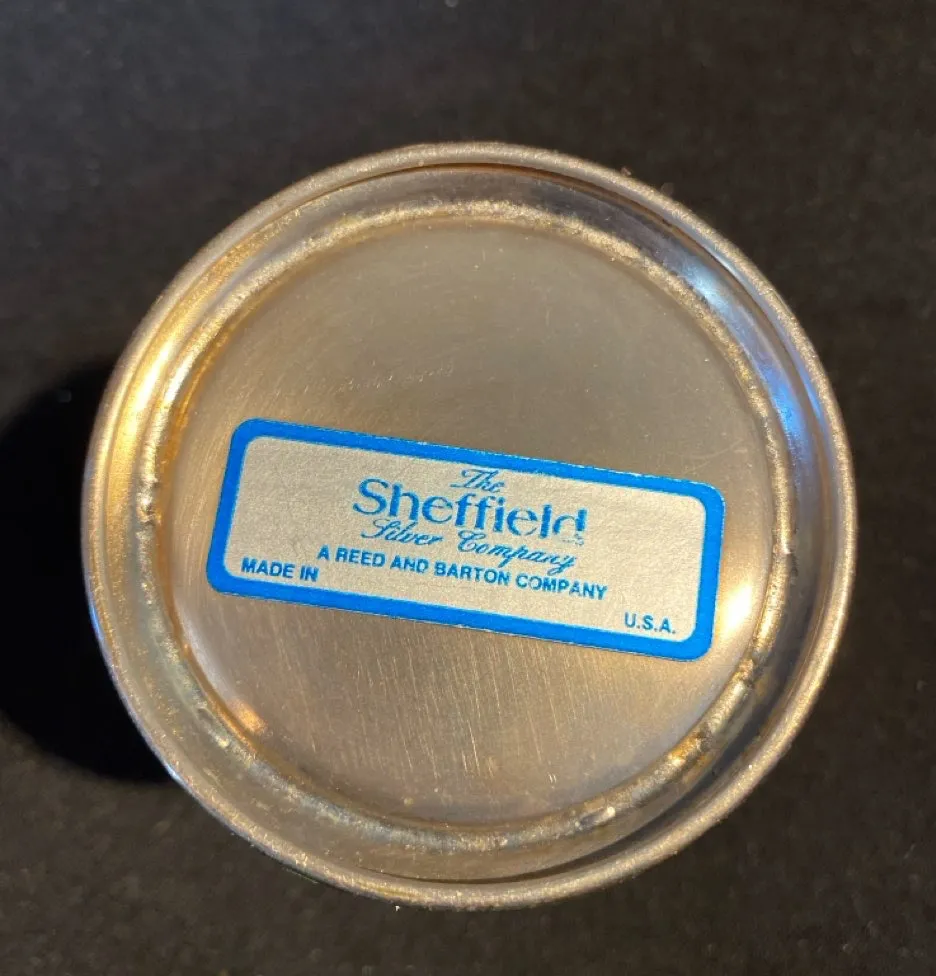 The
Sheffield
Silver Company
A REED AND BARTON COMPANY
MADE IN
U.S.A.